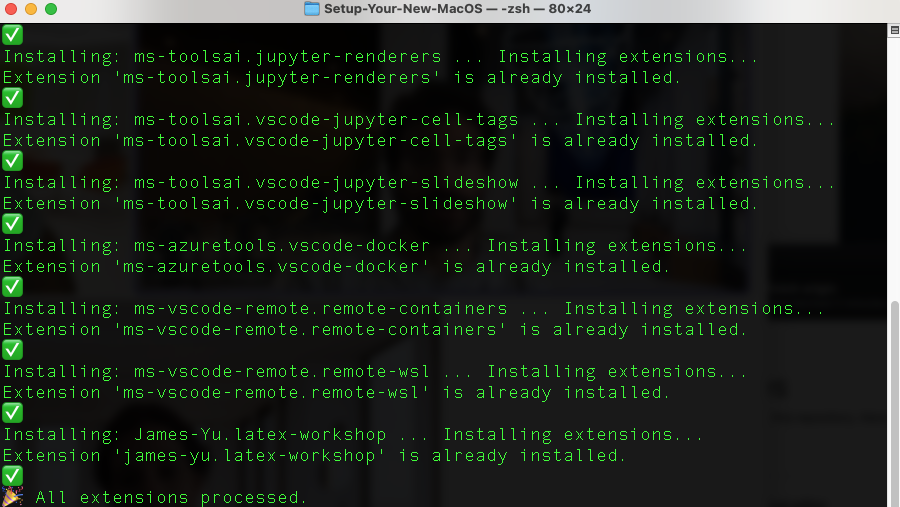 Setup-Your-New-MacOS — -zsh — 80×24
✅
Installing: ms-toolsai.jupyter-renderers ... Installing extensions...
Extension 'ms-toolsai.jupyter-renderers' is already installed.
✅
Installing: ms-toolsai.vscode-jupyter-cell-tags ... Installing extensions...
Extension 'ms-toolsai.vscode-jupyter-cell-tags' is already installed.
✅
Installing: ms-toolsai.vscode-jupyter-slideshow ... Installing extensions...
Extension 'ms-toolsai.vscode-jupyter-slideshow' is already installed.
✅
Installing: ms-azuretools.vscode-docker ... Installing extensions...
Extension 'ms-azuretools.vscode-docker' is already installed.
✅
Installing: ms-vscode-remote.remote-containers ... Installing extensions...
Extension 'ms-vscode-remote.remote-containers' is already installed.
✅
Installing: ms-vscode-remote.remote-wsl ... Installing extensions...
Extension 'ms-vscode-remote.remote-wsl' is already installed.
✅
Installing: James-Yu.latex-workshop ... Installing extensions...
Extension 'james-yu.latex-workshop' is already installed.
✅
🎉 All extensions processed.